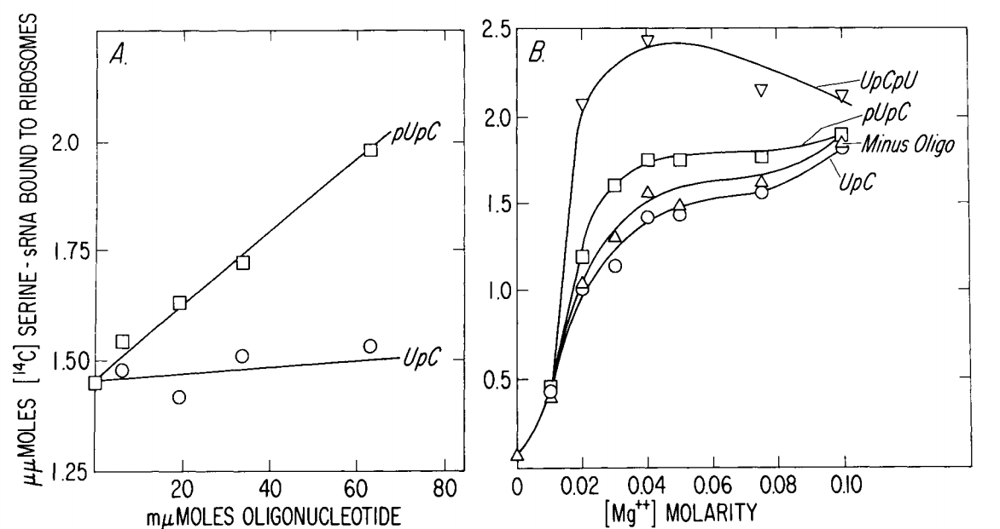 μμMOLES [¹⁴C] SERINE-sRNA BOUND TO RIBOSOMES
A.
2.0
1.75
1.50
1.25
pUpC
UpC
20 40 60 80
mμMOLES OLIGONUCLEOTIDE
B.
2.5
2.0
1.5
1.0
0.5
UpCpU
pUpC
Minus Oligo
UpC
0 0.02 0.04 0.06 0.08 0.10
[Mg⁺⁺] MOLARITY